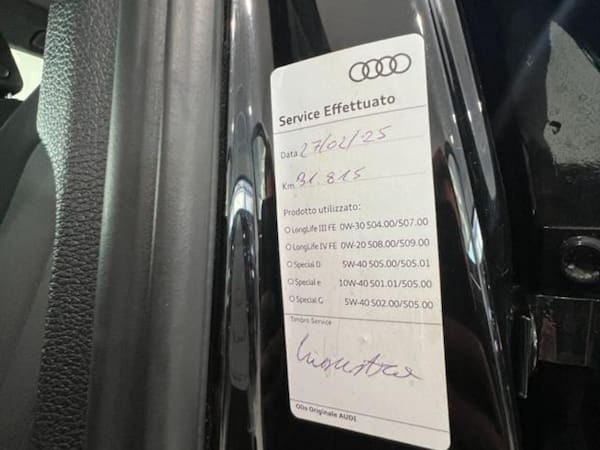 Service Effettuato
Data 27/02/25
Km 31.815
Prodotto utilizzato:
O LongLife III FE 0W-30 504.00/507.00
O LongLife IV FE 0W-20 508.00/509.00
O Special D 5W-40 505.00/505.01
O Special e 10W-40 501.01/505.00
O Special G 5W-40 502.00/505.00
Timbro Service
Olio Originale AUDI